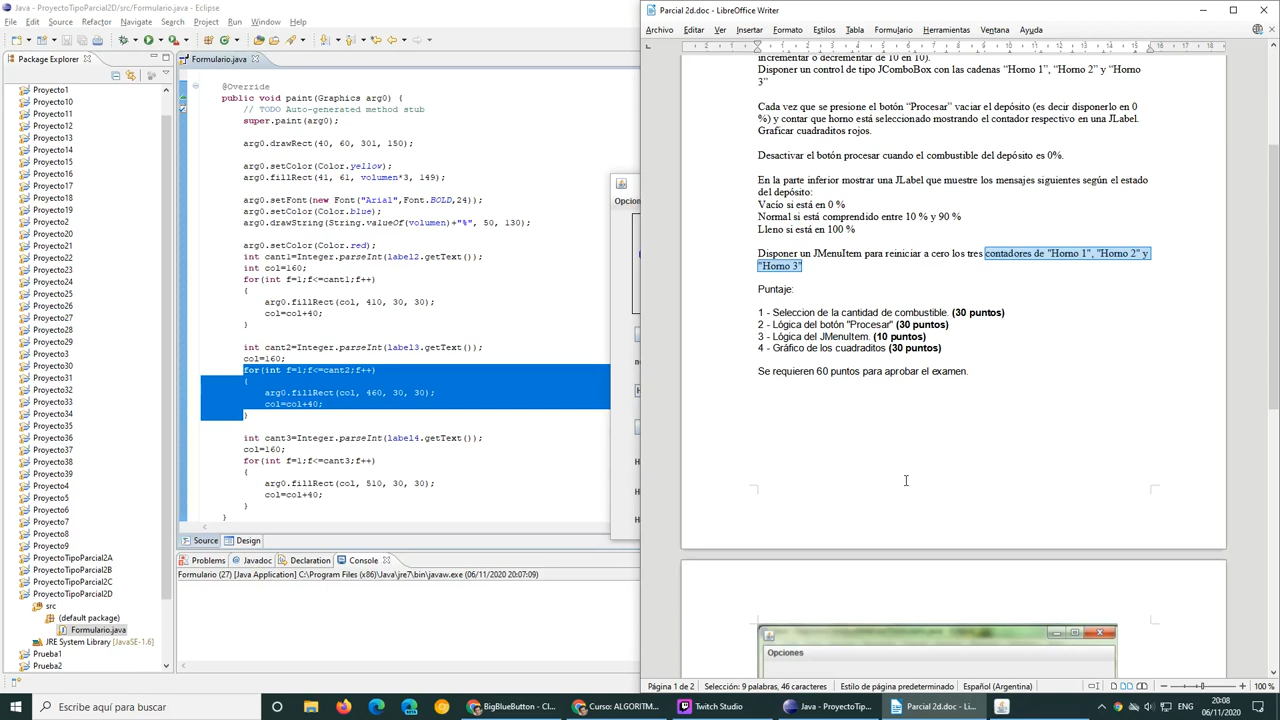 Java - ProyectoTipoParcial2D/src/Formulario.java - Eclipse
File Edit Source Refactor Navigate Search Project Run Window Help
Package Explorer
Proyecto1
Proyecto10
Proyecto11
Proyecto12
Proyecto13
Proyecto14
Proyecto15
Proyecto16
Proyecto17
Proyecto18
Proyecto19
Proyecto2
Proyecto20
Proyecto21
Proyecto22
Proyecto23
Proyecto24
Proyecto25
Proyecto26
Proyecto27
Proyecto28
Proyecto29
Proyecto3
Proyecto30
Proyecto31
Proyecto32
Proyecto33
Proyecto34
Proyecto35
Proyecto36
Proyecto37
Proyecto38
Proyecto39
Proyecto4
Proyecto5
Proyecto6
Proyecto7
Proyecto8
Proyecto9
ProyectoTipoParcial2A
ProyectoTipoParcial2B
ProyectoTipoParcial2C
ProyectoTipoParcial2D
src
(default package)
Formulario.java
JRE System Library [JavaSE-1.6]
Prueba1
Prueba2
Formulario.java
@Override
public void paint(Graphics arg0) {
// TODO Auto-generated method stub
super.paint(arg0);
arg0.drawRect(40, 60, 301, 150);
arg0.setColor(Color.yellow);
arg0.fillRect(41, 61, volumen*3, 149);
arg0.setFont(new Font("Arial",Font.BOLD,24));
arg0.setColor(Color.blue);
arg0.drawString(String.valueOf(volumen)+"%", 50, 130);
arg0.setColor(Color.red);
int cant1=Integer.parseInt(label2.getText());
int col=160;
for(int f=1;f<=cant1;f++)
{
arg0.fillRect(col, 410, 30, 30);
col=col+40;
}
int cant2=Integer.parseInt(label3.getText());
col=160;
for(int f=1;f<=cant2;f++)
{
arg0.fillRect(col, 460, 30, 30);
col=col+40;
}
int cant3=Integer.parseInt(label4.getText());
col=160;
for(int f=1;f<=cant3;f++)
{
arg0.fillRect(col, 510, 30, 30);
col=col+40;
}
}
Source Design
Problems Javadoc Declaration Console
Formulario (27) [Java Application] C:\Program Files (x86)\Java\jre7\bin\javaw.exe (06/11/2020 20:07:09)
Opcion
Parcial 2d.doc - LibreOffice Writer
Archivo Editar Ver Insertar Formato Estilos Tabla Formulario Herramientas Ventana Ayuda
2 1 1 2 3 4 5 6 7 8 9 10 11 12 13 14 15 16 17 18
incrementar o decrementar de 10 en 10).
Disponer un control de tipo JComboBox con las cadenas “Horno 1”, “Horno 2” y “Horno
3”
Cada vez que se presione el botón “Procesar” vaciar el depósito (es decir disponerlo en 0
%) y contar que horno está seleccionado mostrando el contador respectivo en una JLabel.
Graficar cuadraditos rojos.
Desactivar el botón procesar cuando el combustible del depósito es 0%.
En la parte inferior mostrar una JLabel que muestre los mensajes siguientes según el estado
del depósito:
Vacío si está en 0 %
Normal si está comprendido entre 10 % y 90 %
Lleno si está en 100 %
Disponer un JMenuItem para reiniciar a cero los tres contadores de "Horno 1", "Horno 2" y
"Horno 3"
Puntaje:
1 - Seleccion de la cantidad de combustible. (30 puntos)
2 - Lógica del botón "Procesar" (30 puntos)
3 - Lógica del JMenuItem. (10 puntos)
4 - Gráfico de los cuadraditos (30 puntos)
Se requieren 60 puntos para aprobar el examen.
Opciones
Página 1 de 2 Selección: 9 palabras, 46 caracteres Estilo de página predeterminado Español (Argentina) 100 %
Escribe aquí para buscar
BigBlueButton - Cl... Curso: ALGORITM... Twitch Studio Java - ProyectoTip... Parcial 2d.doc - Li...
ENG
20:08
06/11/2020